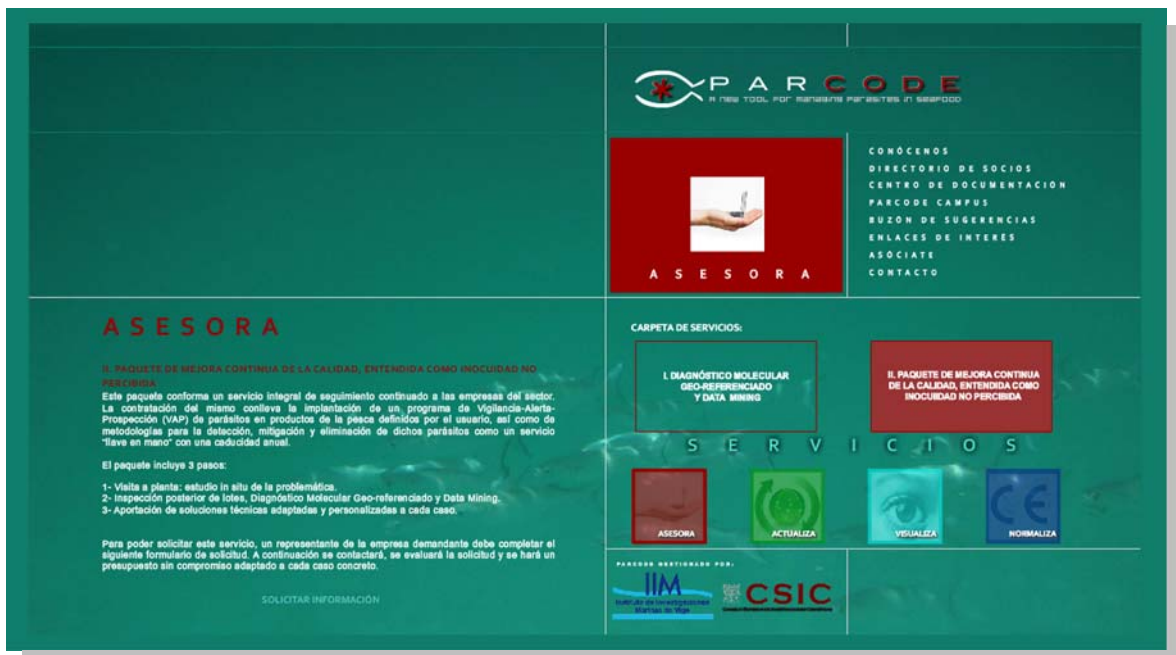 PARCODE
A NEW TOOL FOR MANAGING PARASITES IN SEAFOOD
ASESORA
CONÓCENOS
DIRECTORIO DE SOCIOS
CENTRO DE DOCUMENTACIÓN
PARCODE CAMPUS
BUZÓN DE SUGERENCIAS
ENLACES DE INTERÉS
ASÓCIATE
CONTACTO
ASESORA
II. PAQUETE DE MEJORA CONTINUA DE LA CALIDAD, ENTENDIDA COMO INOCUIDAD NO
PERCIBIDA
Este paquete conforma un servicio integral de seguimiento continuado a las empresas del sector.
La contratación del mismo conlleva la implantación de un programa de Vigilancia-Alerta-
Prospección (VAP) de parásitos en productos de la pesca definidos por el usuario, así como de
metodologías para la detección, mitigación y eliminación de dichos parásitos como un servicio
"llave en mano" con una caducidad anual.
El paquete incluye 3 pasos:
1- Visita a planta: estudio in situ de la problemática.
2- Inspección posterior de lotes, Diagnóstico Molecular Geo-referenciado y Data Mining.
3- Aportación de soluciones técnicas adaptadas y personalizadas a cada caso.
Para poder solicitar este servicio, un representante de la empresa demandante debe completar el
siguiente formulario de solicitud. A continuación se contactará, se evaluará la solicitud y se hará un
presupuesto sin compromiso adaptado a cada caso concreto.
SOLICITAR INFORMACIÓN
CARPETA DE SERVICIOS:
I. DIAGNÓSTICO MOLECULAR
GEO-REFERENCIADO
Y DATA MINING
II. PAQUETE DE MEJORA CONTINUA
DE LA CALIDAD, ENTENDIDA COMO
INOCUIDAD NO PERCIBIDA
SERVICIOS
ASESORA
ACTUALIZA
VISUALIZA
CE
NORMALIZA
PARCODE GESTIONADO POR:
IIM
Instituto de Investigaciones
Marinas de Vigo
CSIC